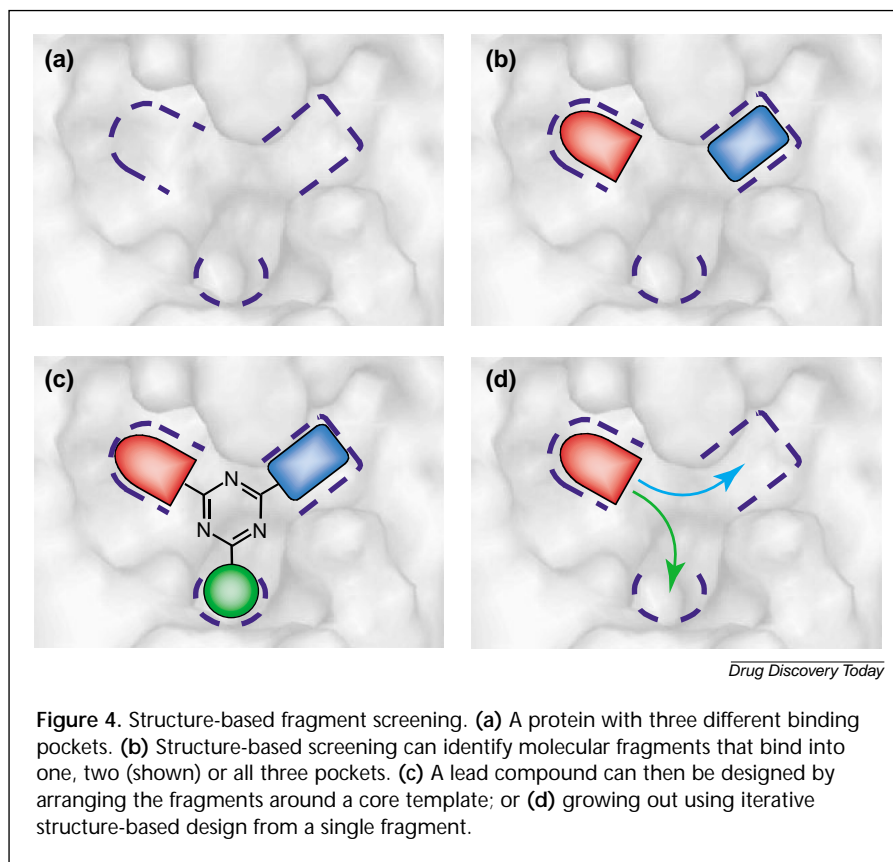 (a)
(b)
(c)
N
N
N
(d)
Drug Discovery Today
Figure 4. Structure-based fragment screening. (a) A protein with three different binding
pockets. (b) Structure-based screening can identify molecular fragments that bind into
one, two (shown) or all three pockets. (c) A lead compound can then be designed by
arranging the fragments around a core template; or (d) growing out using iterative
structure-based design from a single fragment.